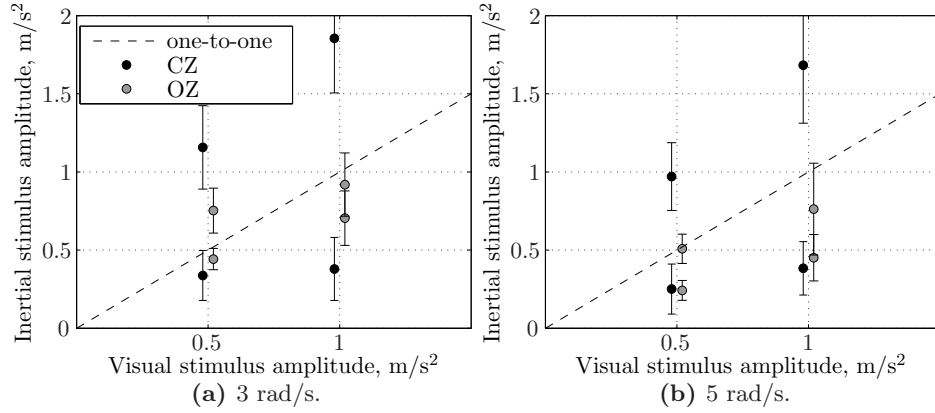 Inertial stimulus amplitude, m/s²
2
1.5
1
0.5
0
one-to-one
CZ
OZ
0.5 1
Visual stimulus amplitude, m/s²
(a) 3 rad/s.
Inertial stimulus amplitude, m/s²
2
1.5
1
0.5
0
0.5 1
Visual stimulus amplitude, m/s²
(b) 5 rad/s.